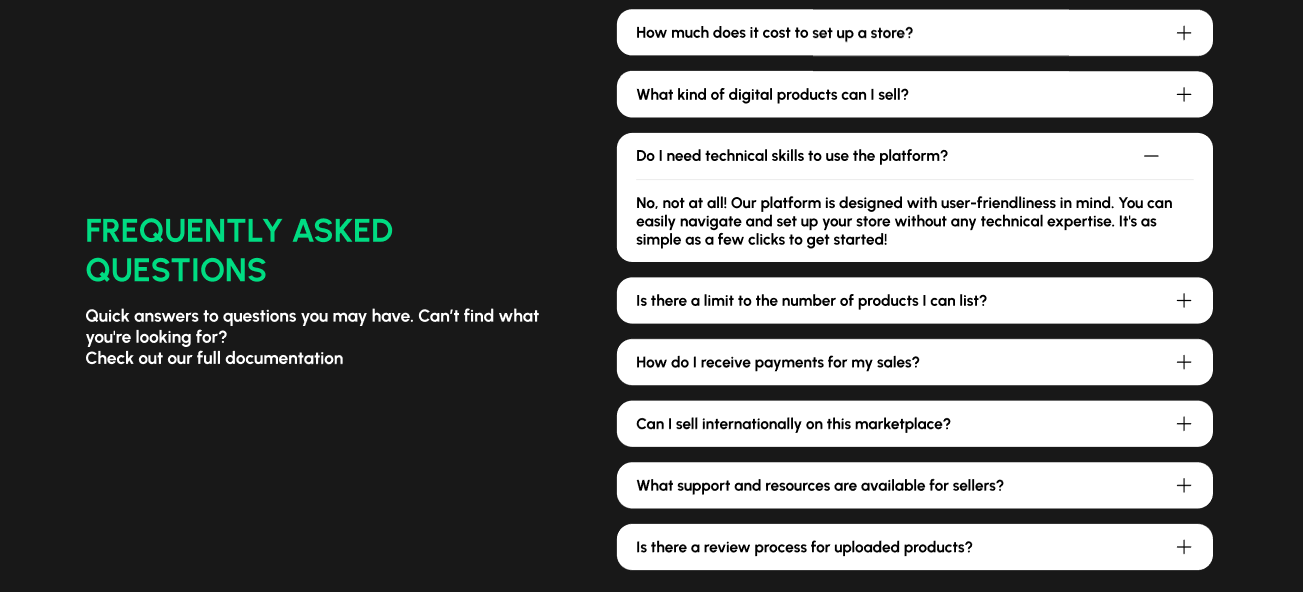 FREQUENTLY ASKED
QUESTIONS
Quick answers to questions you may have. Can’t find what
you're looking for?
Check out our full documentation
How much does it cost to set up a store?
What kind of digital products can I sell?
Do I need technical skills to use the platform?
No, not at all! Our platform is designed with user-friendliness in mind. You can
easily navigate and set up your store without any technical expertise. It's as
simple as a few clicks to get started!
Is there a limit to the number of products I can list?
How do I receive payments for my sales?
Can I sell internationally on this marketplace?
What support and resources are available for sellers?
Is there a review process for uploaded products?